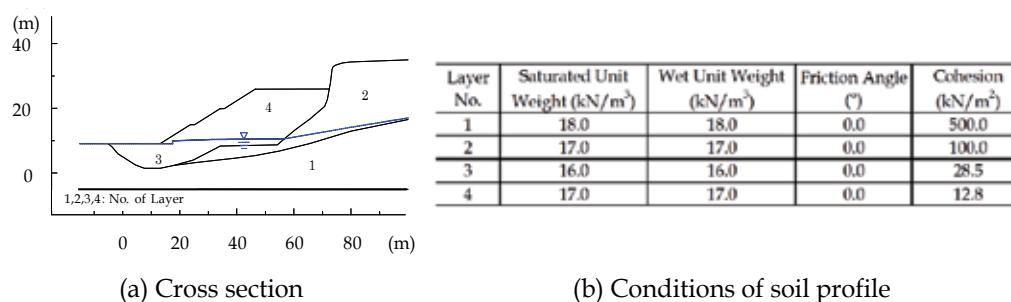 (m)
40
20
0
4
2
3
1
1,2,3,4: No. of Layer
0 20 40 60 80 (m)
(a) Cross section
Layer No. Saturated Unit Weight (kN/m³) Wet Unit Weight (kN/m³) Friction Angle (°) Cohesion (kN/m²)
1 18.0 18.0 0.0 500.0
2 17.0 17.0 0.0 100.0
3 16.0 16.0 0.0 28.5
4 17.0 17.0 0.0 12.8
(b) Conditions of soil profile